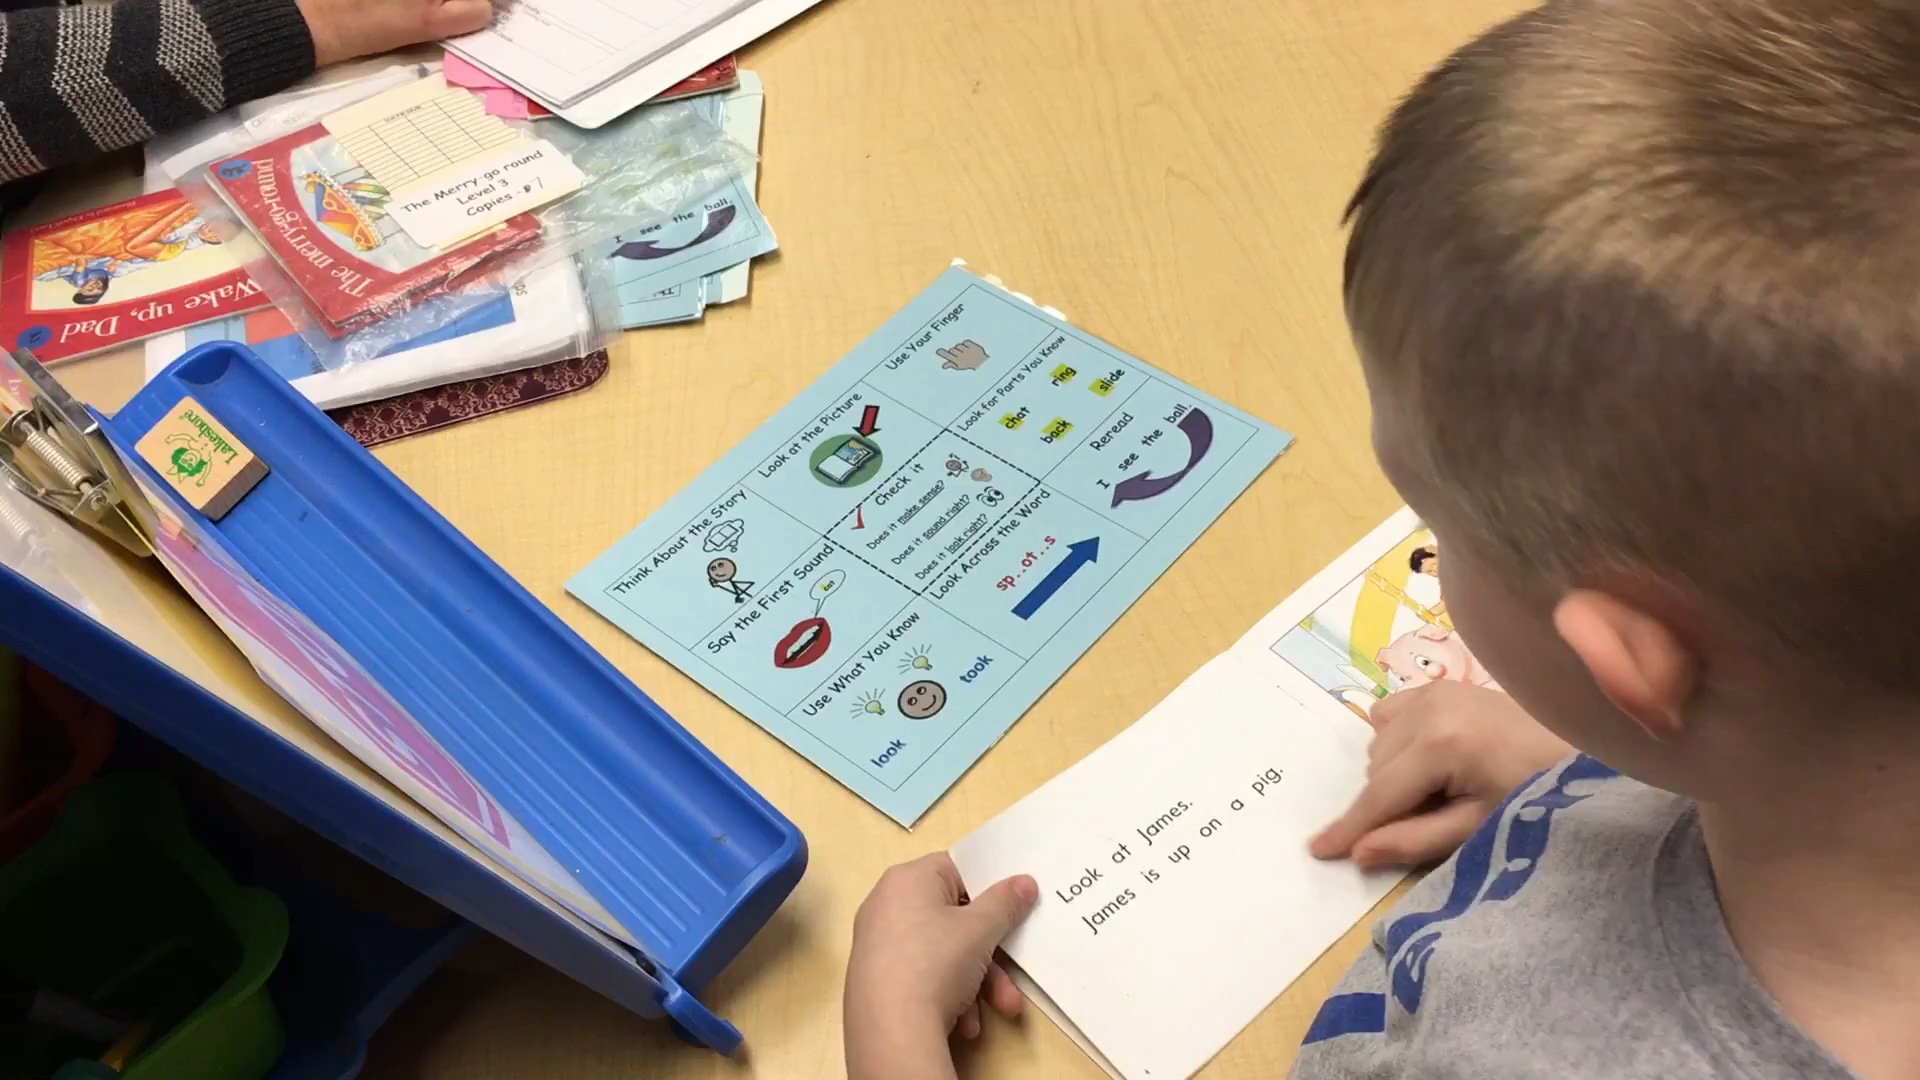 DATE DUE
The Merry-go round
Level 3
Copies - 7
The merry-go-round
Wake up, Dad
2
I see the ball.
Lakeshore
Think About the Story
Look at the Picture
Use Your Finger
Say the First Sound
Check it
Does it make sense?
Does it sound right?
Does it look right?
Look for Parts You Know
ring
chat
slide
back
Use What You Know
look
took
Look Across the Word
sp..ot..s
Reread
I see the ball.
Look at James.
James is up on a pig.